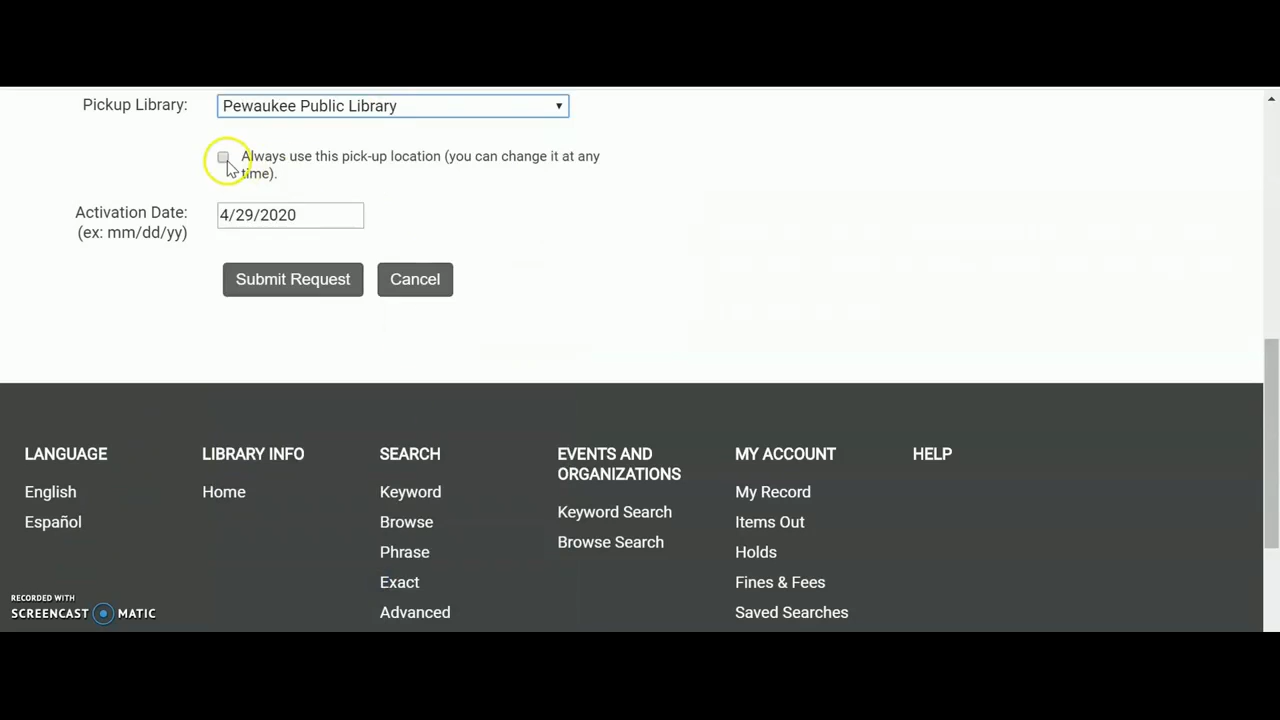 Pickup Library:
Pewaukee Public Library
Always use this pick-up location (you can change it at any
time).
Activation Date:
(ex: mm/dd/yy)
4/29/2020
Submit Request
Cancel
LANGUAGE
English
Español
LIBRARY INFO
Home
SEARCH
Keyword
Browse
Phrase
Exact
Advanced
EVENTS AND
ORGANIZATIONS
Keyword Search
Browse Search
MY ACCOUNT
My Record
Items Out
Holds
Fines & Fees
Saved Searches
HELP
RECORDED WITH
SCREENCAST MATIC